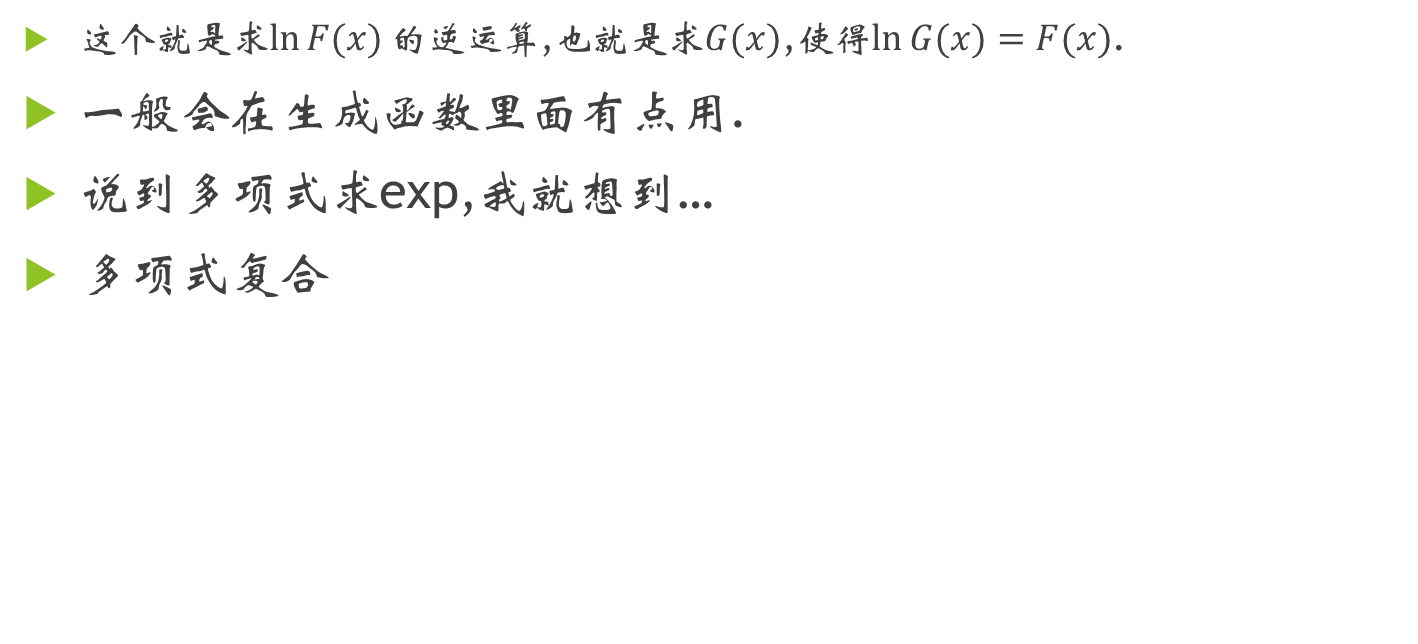 这个就是求ln F(x) 的逆运算,也就是求G(x),使得ln G(x) = F(x).
一般会在生成函数里面有点用.
说到多项式求exp,我就想到...
多项式复合